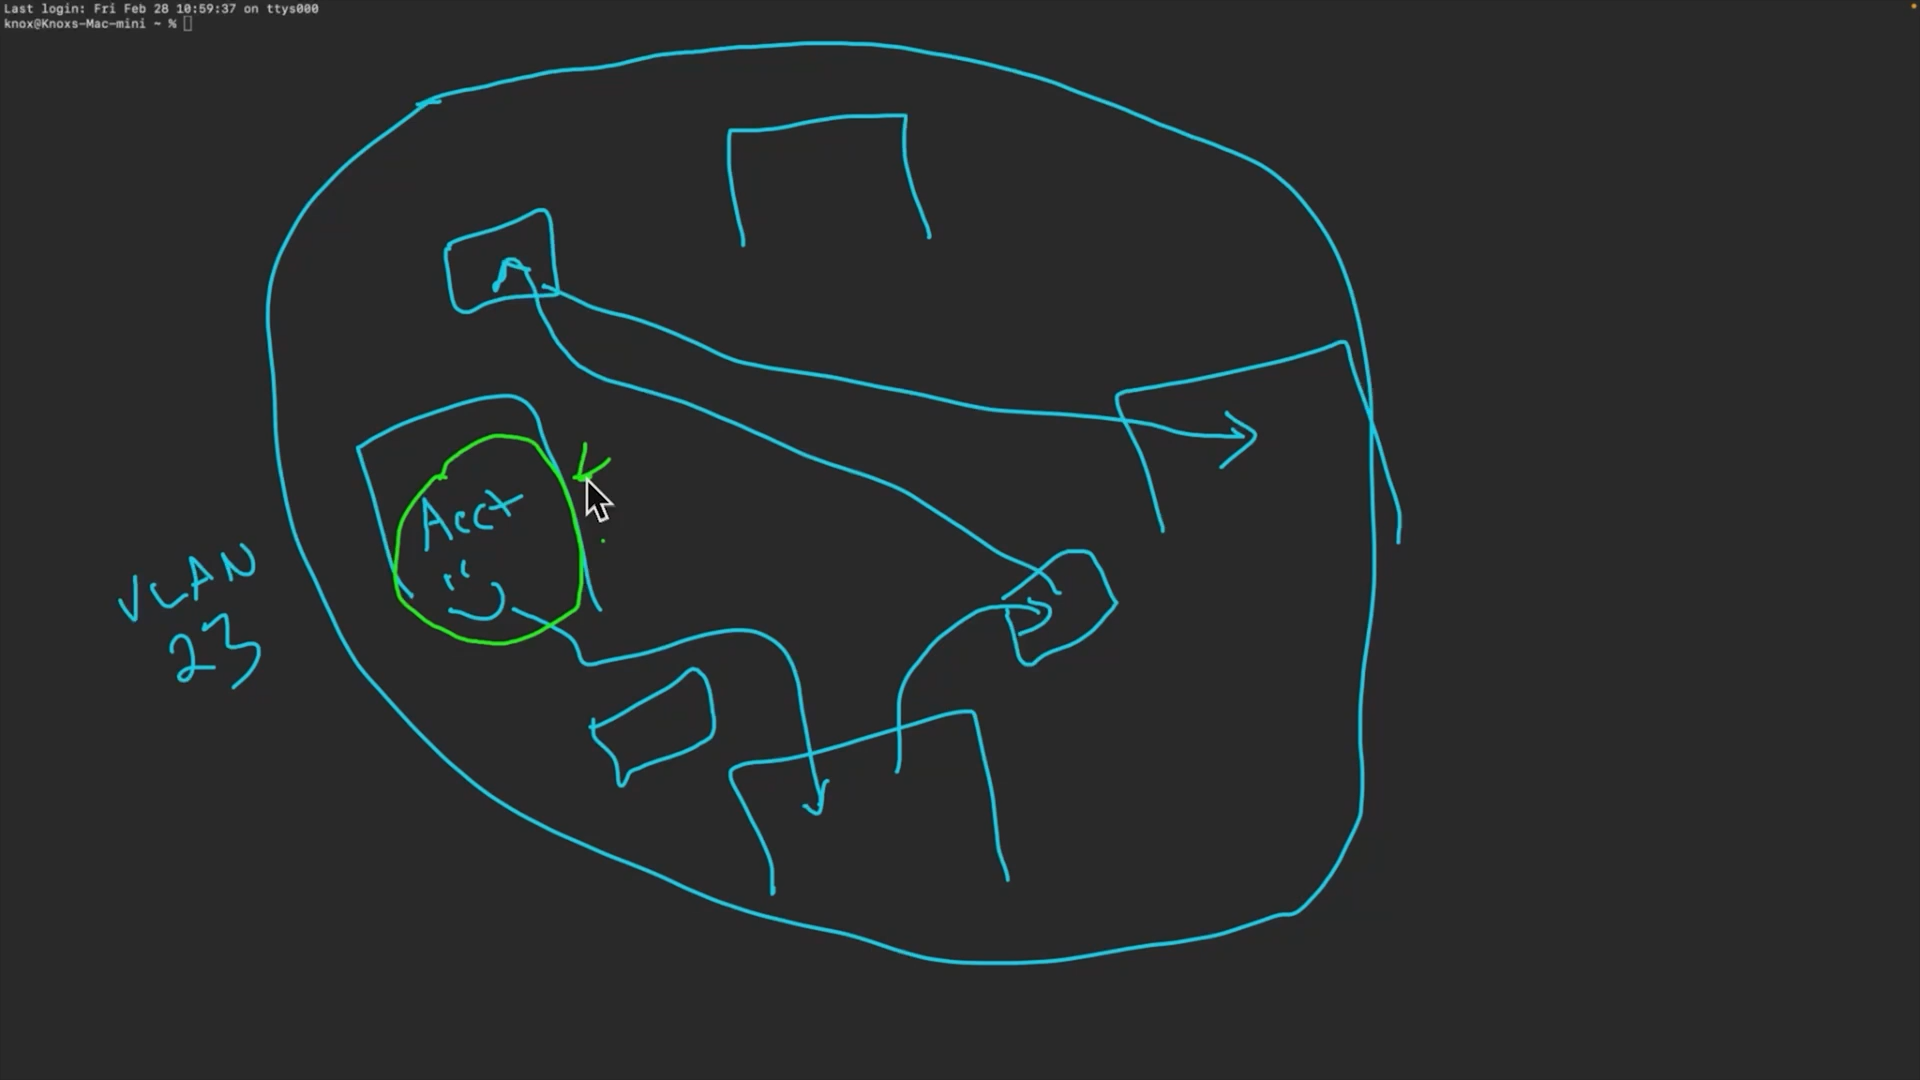 Last login: Fri Feb 28 10:59:37 on ttys000
knox@Knoxs-Mac-mini ~ %
Acct
VLAN
23